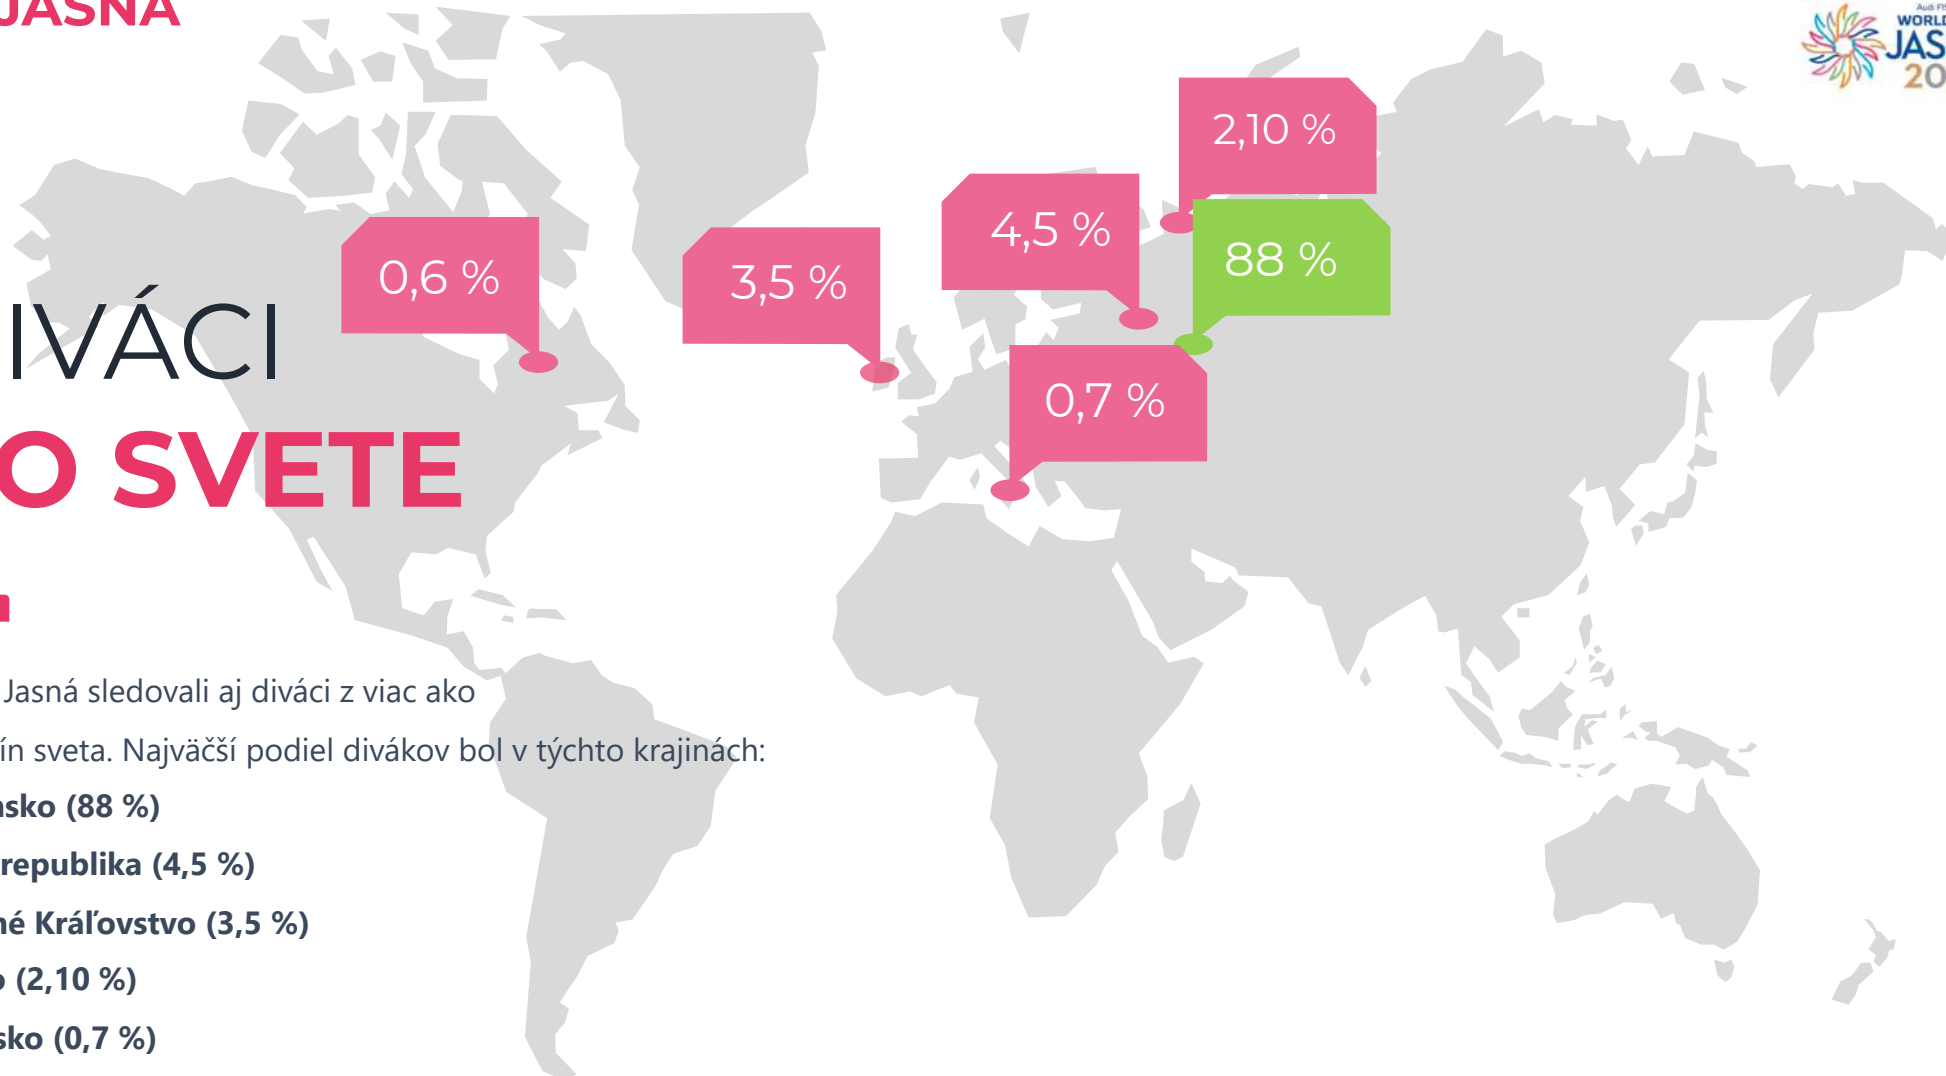 JASNÁ
WORLD
JAS
20
2,10 %
4,5 %
0,6 %
3,5 %
88 %
0,7 %
IVÁCI
O SVETE
Jasná sledovali aj diváci z viac ako
ín sveta. Najväčší podiel divákov bol v týchto krajinách:
nsko (88 %)
republika (4,5 %)
né Kráľovstvo (3,5 %)
o (2,10 %)
sko (0,7 %)